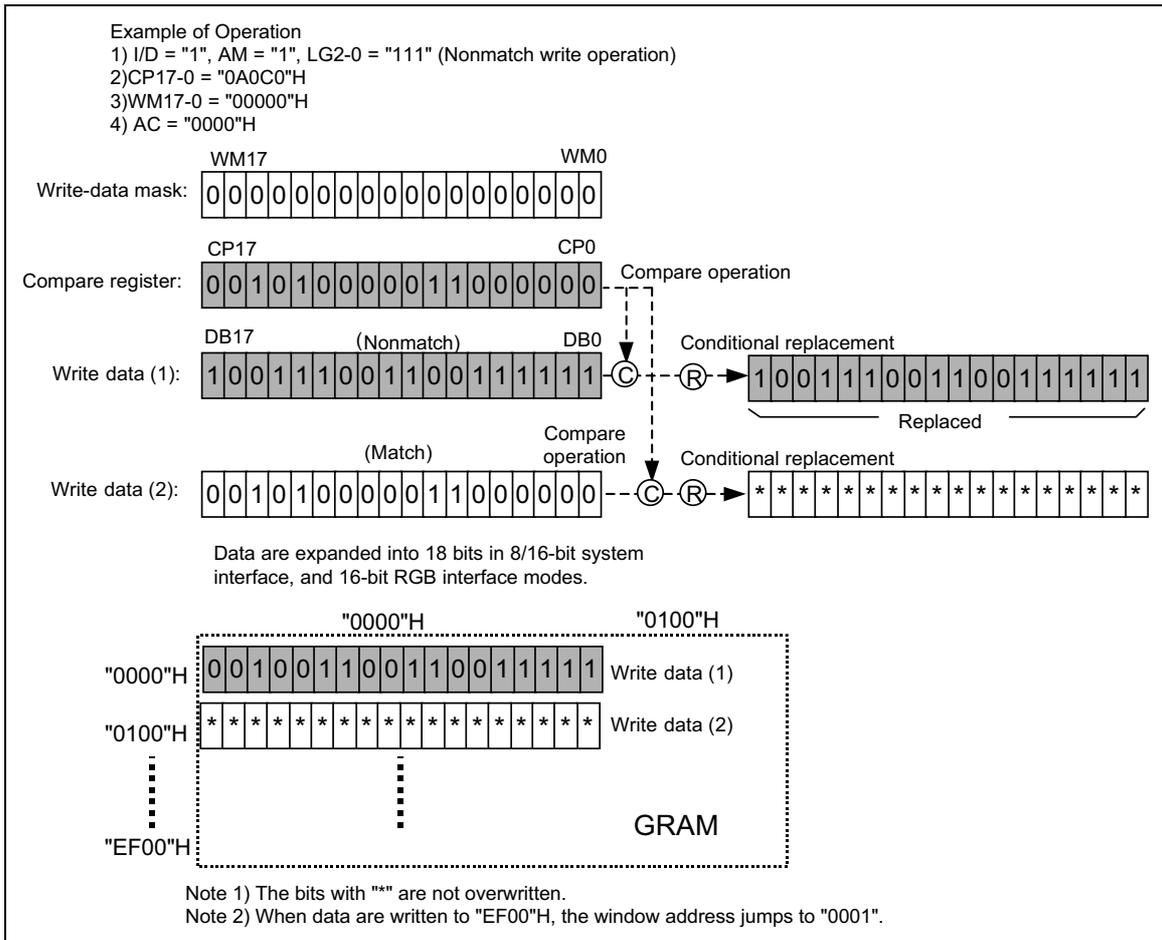 Example of Operation
1) I/D = "1", AM = "1", LG2-0 = "111" (Nonmatch write operation)
2)CP17-0 = "0A0C0"H
3)WM17-0 = "00000"H
4) AC = "0000"H
WM17 WM0
Write-data mask: 0 0 0 0 0 0 0 0 0 0 0 0 0 0 0 0 0 0
CP17 CP0
Compare register: 0 0 1 0 1 0 0 0 0 0 1 1 0 0 0 0 0 0
Compare operation
DB17 (Nonmatch) DB0
Conditional replacement
Write data (1): 1 0 0 1 1 1 0 0 1 1 0 0 1 1 1 1 1 1 C R 1 0 0 1 1 1 0 0 1 1 0 0 1 1 1 1 1 1
Replaced
(Match)
Compare
operation
Conditional replacement
Write data (2): 0 0 1 0 1 0 0 0 0 0 1 1 0 0 0 0 0 0 C R * * * * * * * * * * * * * * * * * *
Data are expanded into 18 bits in 8/16-bit system
interface, and 16-bit RGB interface modes.
"0000"H "0100"H
"0000"H 0 0 1 0 0 1 1 0 0 1 1 0 0 1 1 1 1 1 Write data (1)
"0100"H * * * * * * * * * * * * * * * * * * Write data (2)
GRAM
"EF00"H
Note 1) The bits with "*" are not overwritten.
Note 2) When data are written to "EF00"H, the window address jumps to "0001".